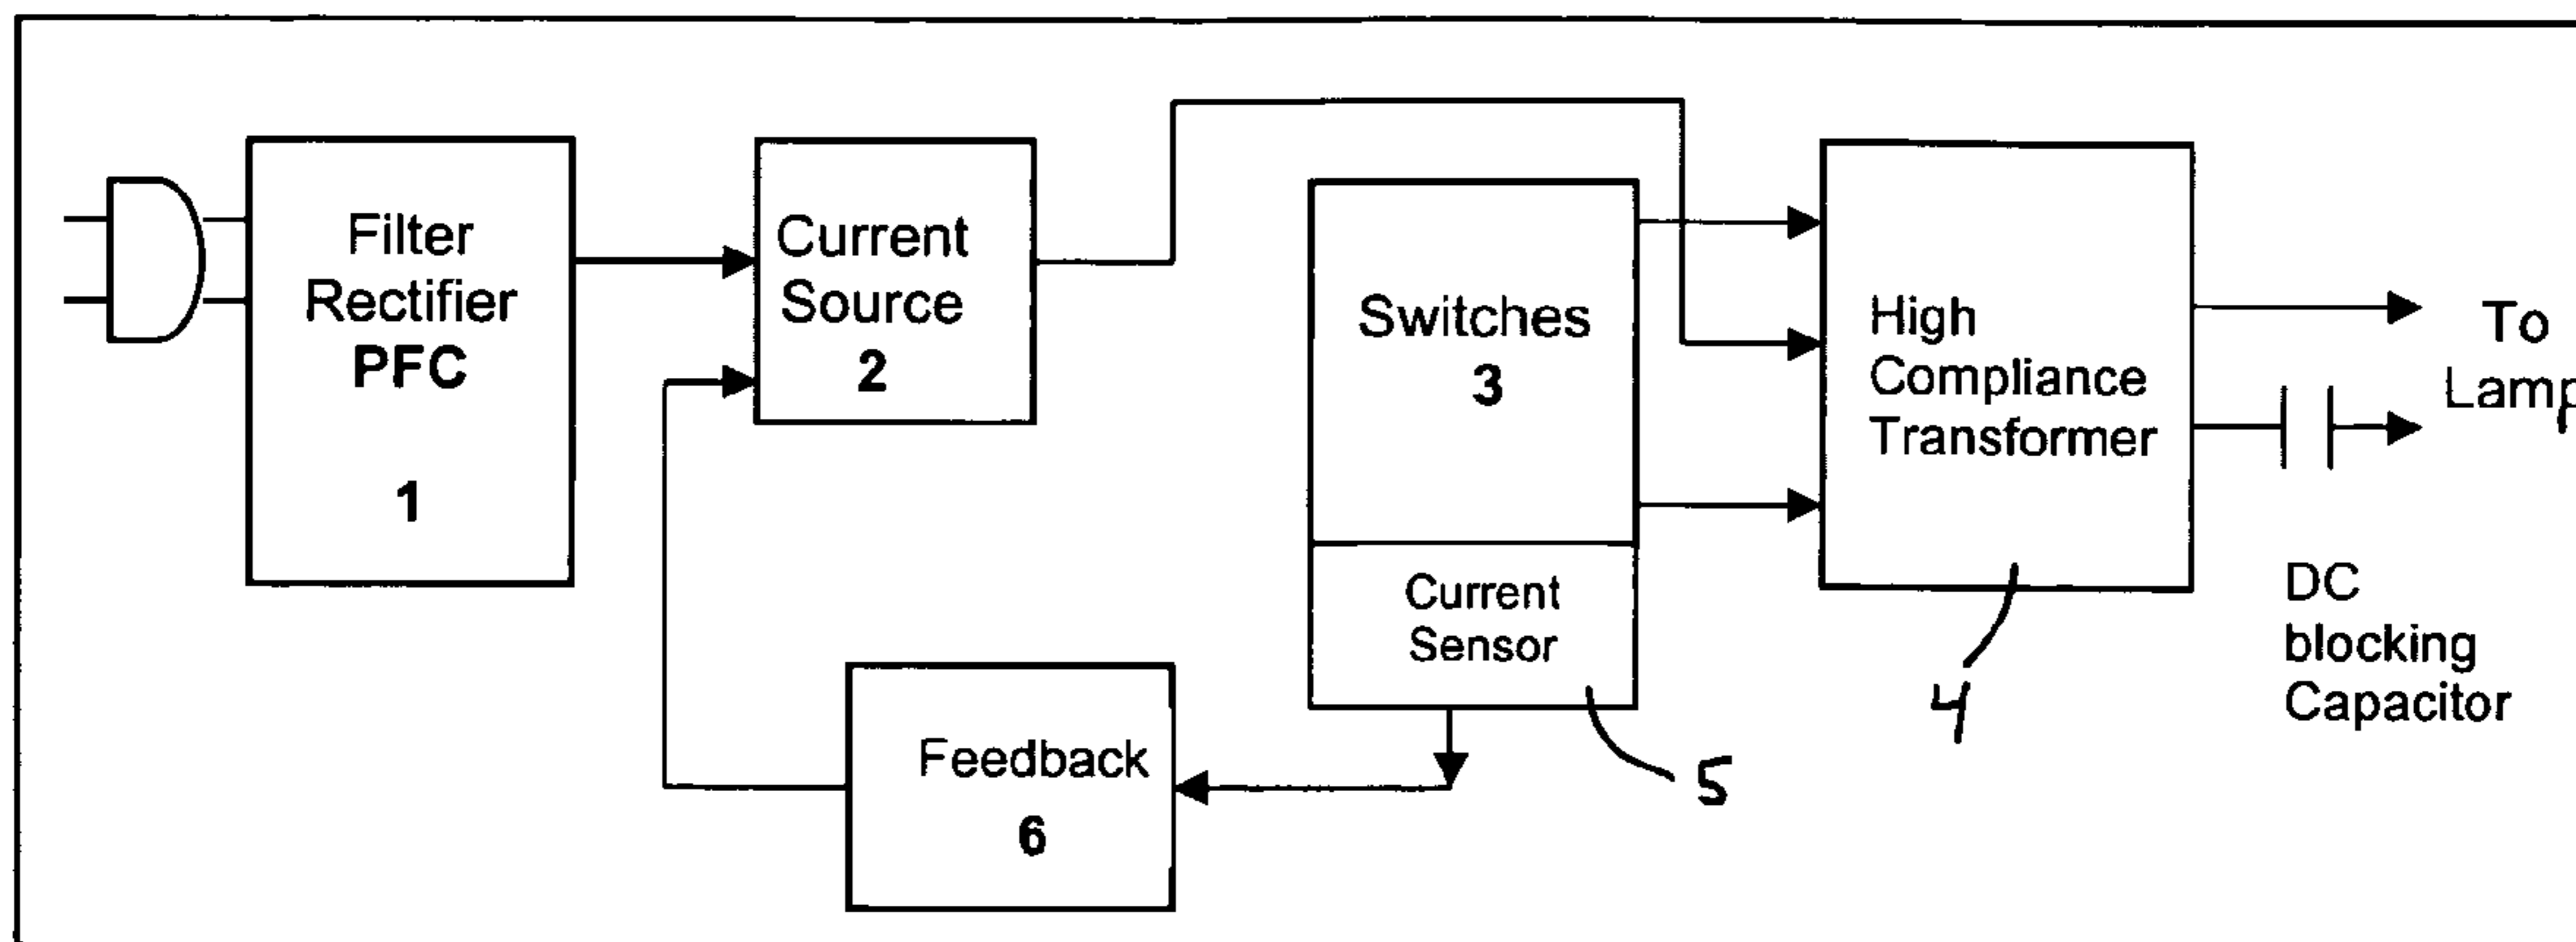 Filter
Rectifier
PFC
1
Current
Source
2
Switches
3
Current
Sensor
5
High
Compliance
Transformer
4
To
Lamp
DC
blocking
Capacitor
Feedback
6